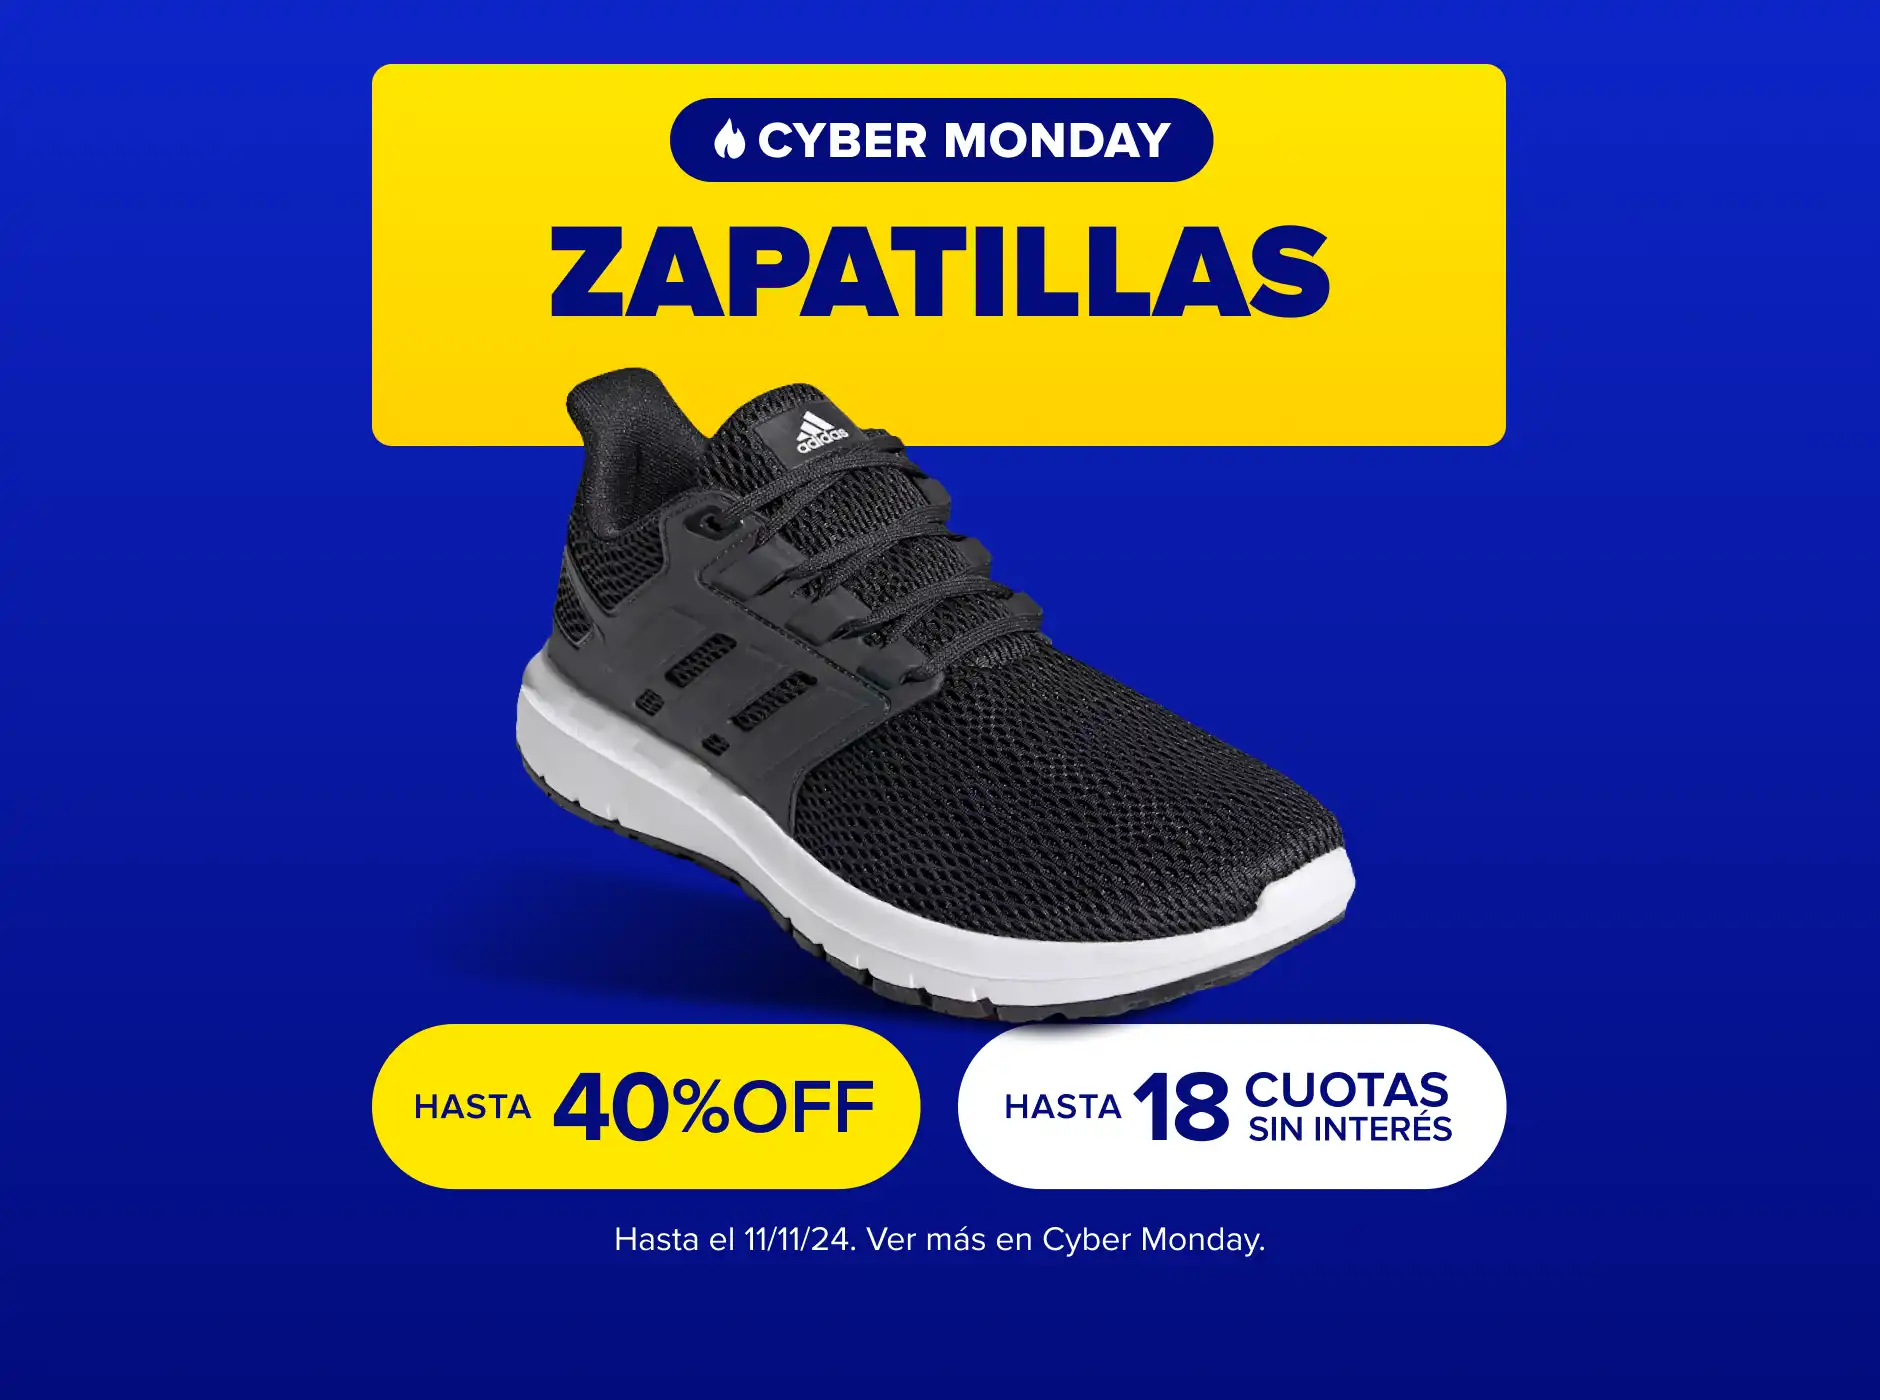 CYBER MONDAY
ZAPATILLAS
adidas
HASTA 40%OFF
HASTA 18 CUOTAS
SIN INTERÉS
Hasta el 11/11/24. Ver más en Cyber Monday.